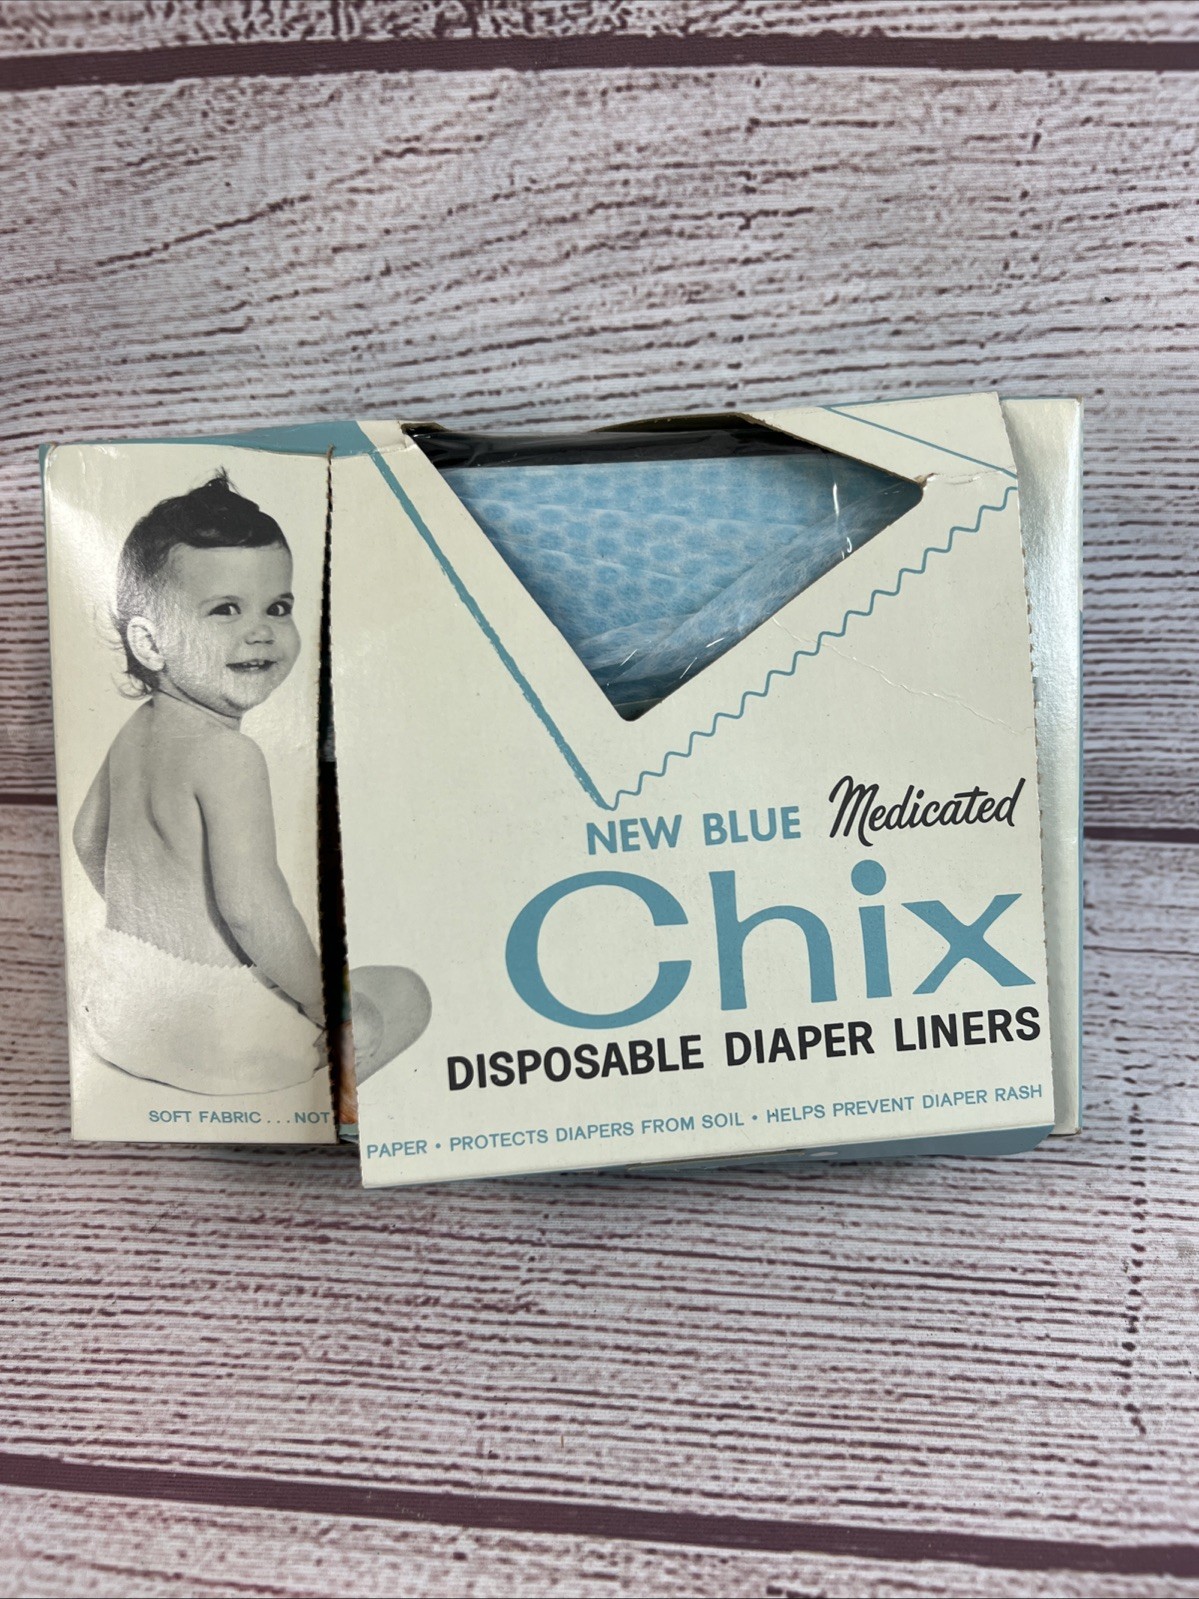 NEW BLUE Medicated
Chix
DISPOSABLE DIAPER LINERS
SOFT FABRIC...NOT PAPER • PROTECTS DIAPERS FROM SOIL • HELPS PREVENT DIAPER RASH